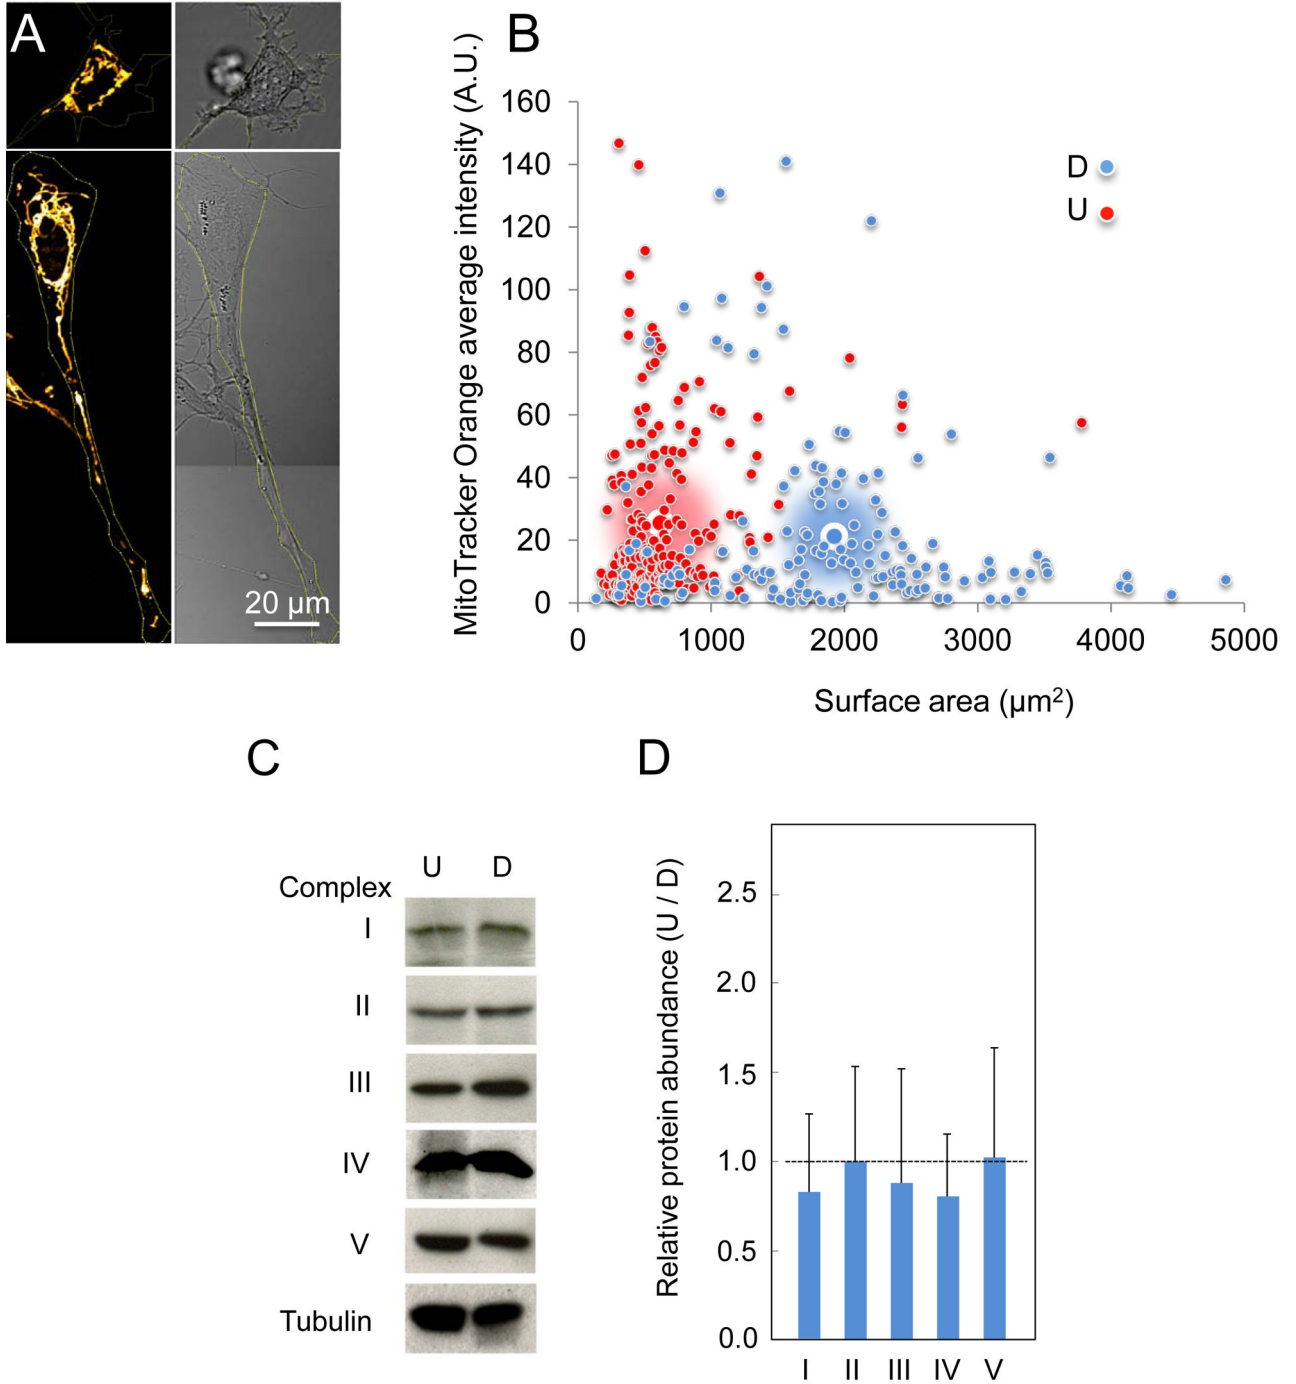 A
20 µm
B
MitoTracker Orange average intensity (A.U.)
160
140
120
100
80
60
40
20
0
D
U
0 1000 2000 3000 4000 5000
Surface area (µm²)
C
U D
Complex
I
II
III
IV
V
Tubulin
D
Relative protein abundance (U / D)
2.5
2.0
1.5
1.0
0.5
0.0
I II III IV V